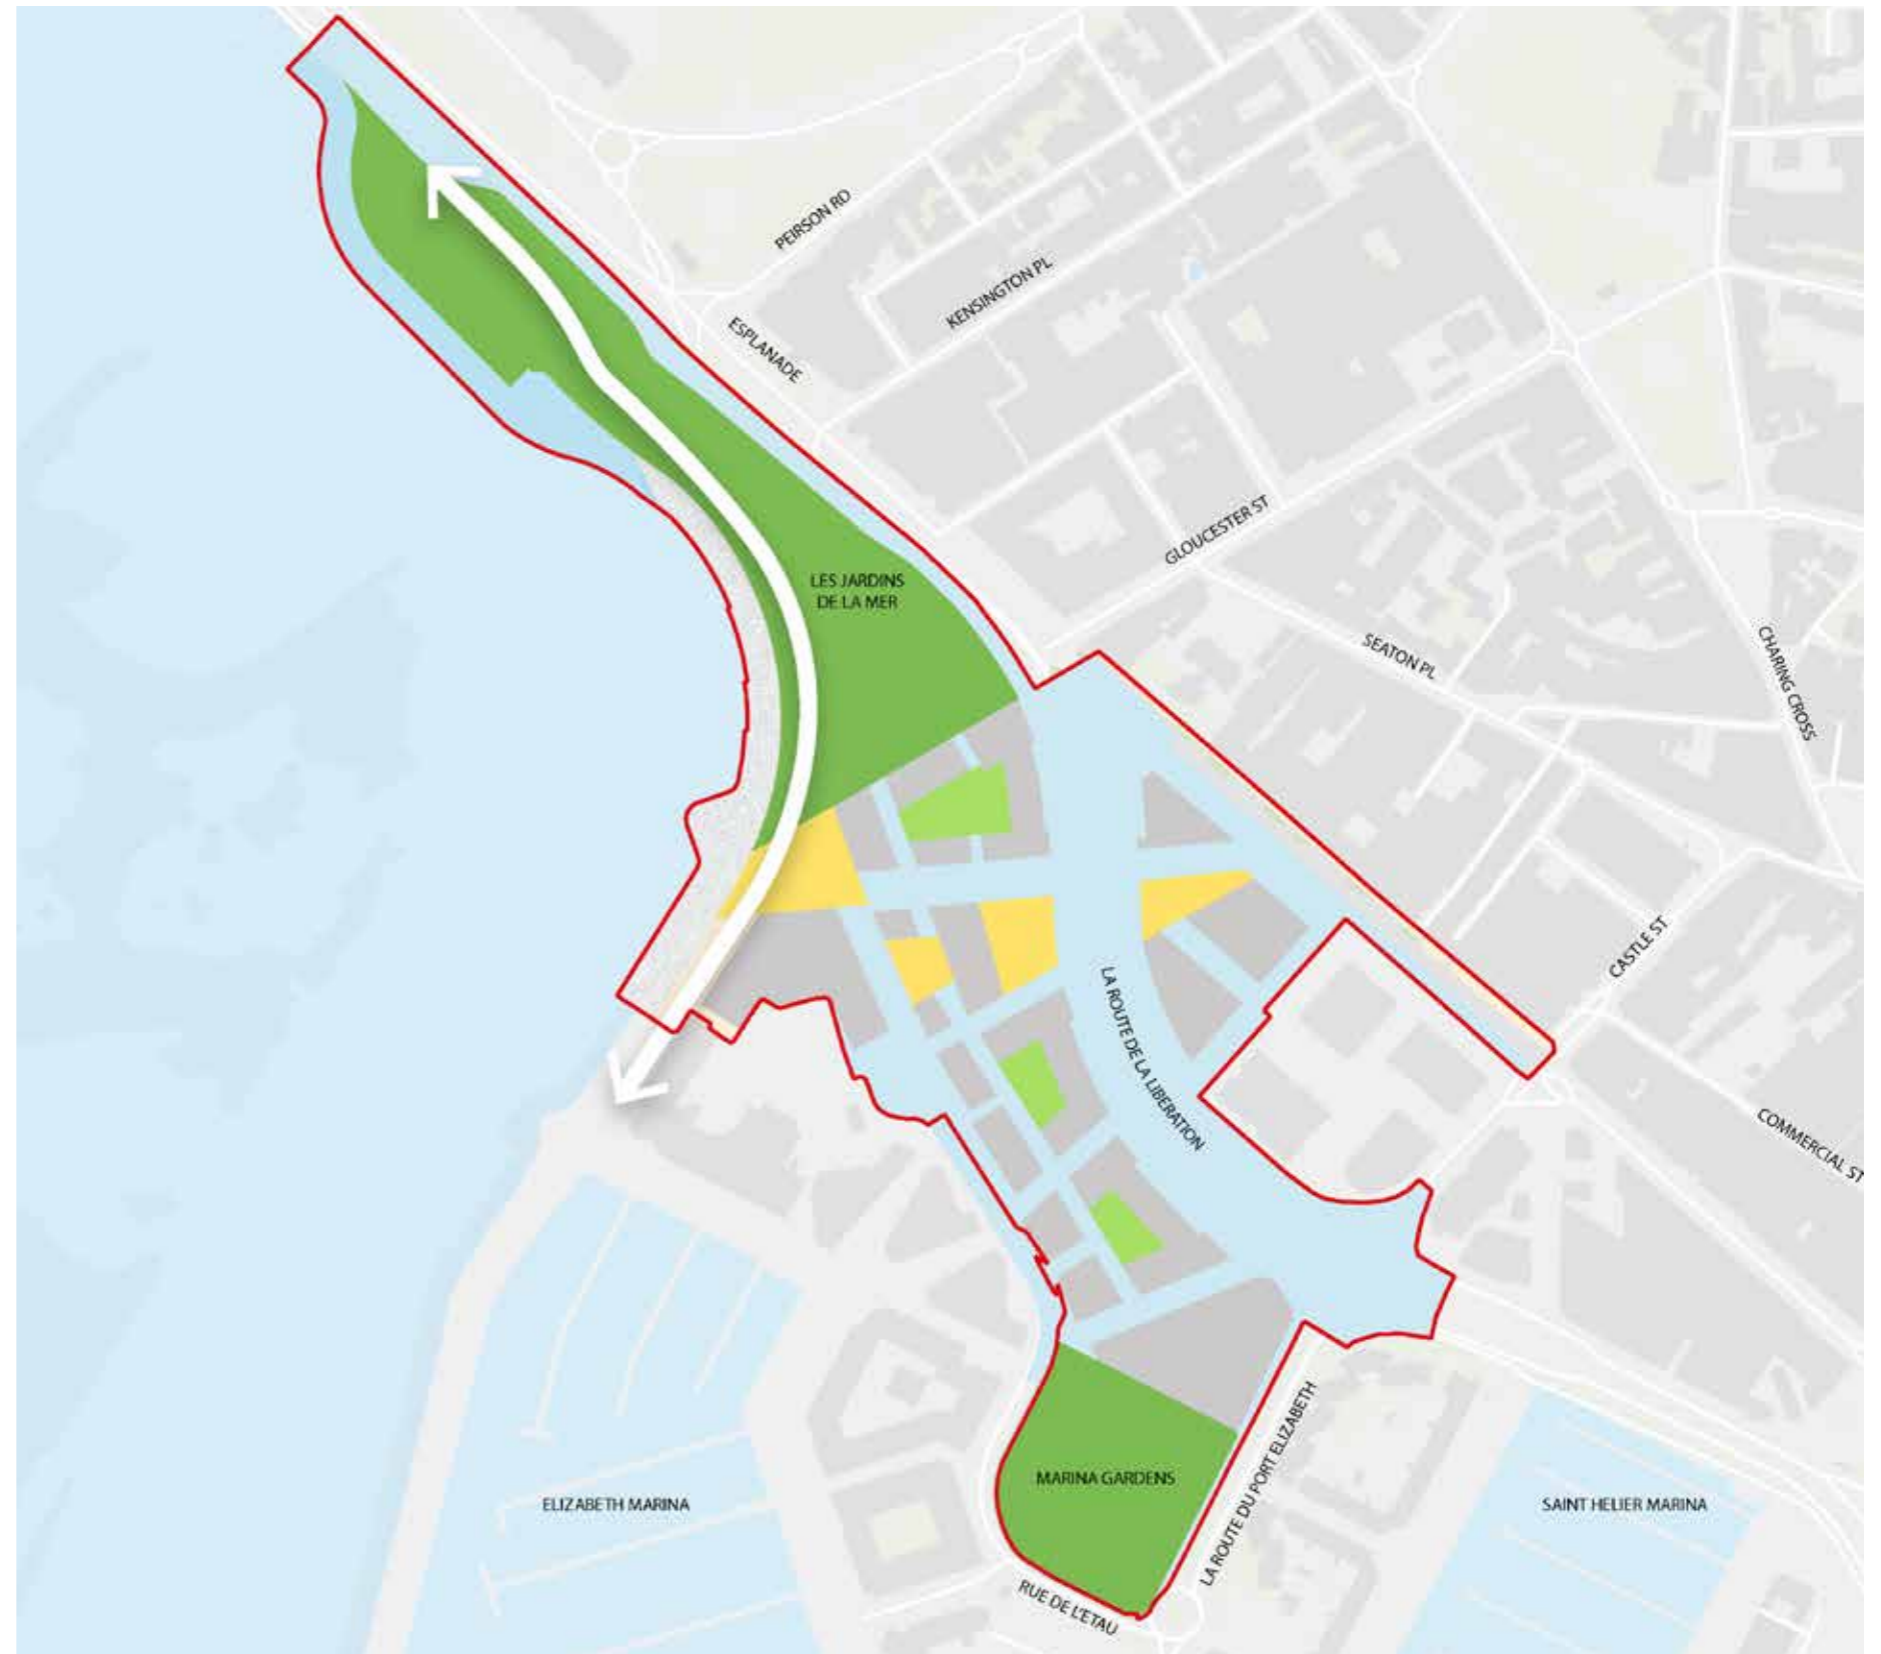 PEIRSON RD
KENSINGTON PL
ESPLANADE
GLOUCESTER ST
LES JARDINS
DE LA MER
SEATON PL
CHARING CROSS
CASTLE ST
LA ROUTE DE LA LIBERATION
COMMERCIAL ST
MARINA GARDENS
LA ROUTE DU PORT ELIZABETH
ELIZABETH MARINA
SAINT HELIER MARINA
RUE DE L'ETAU